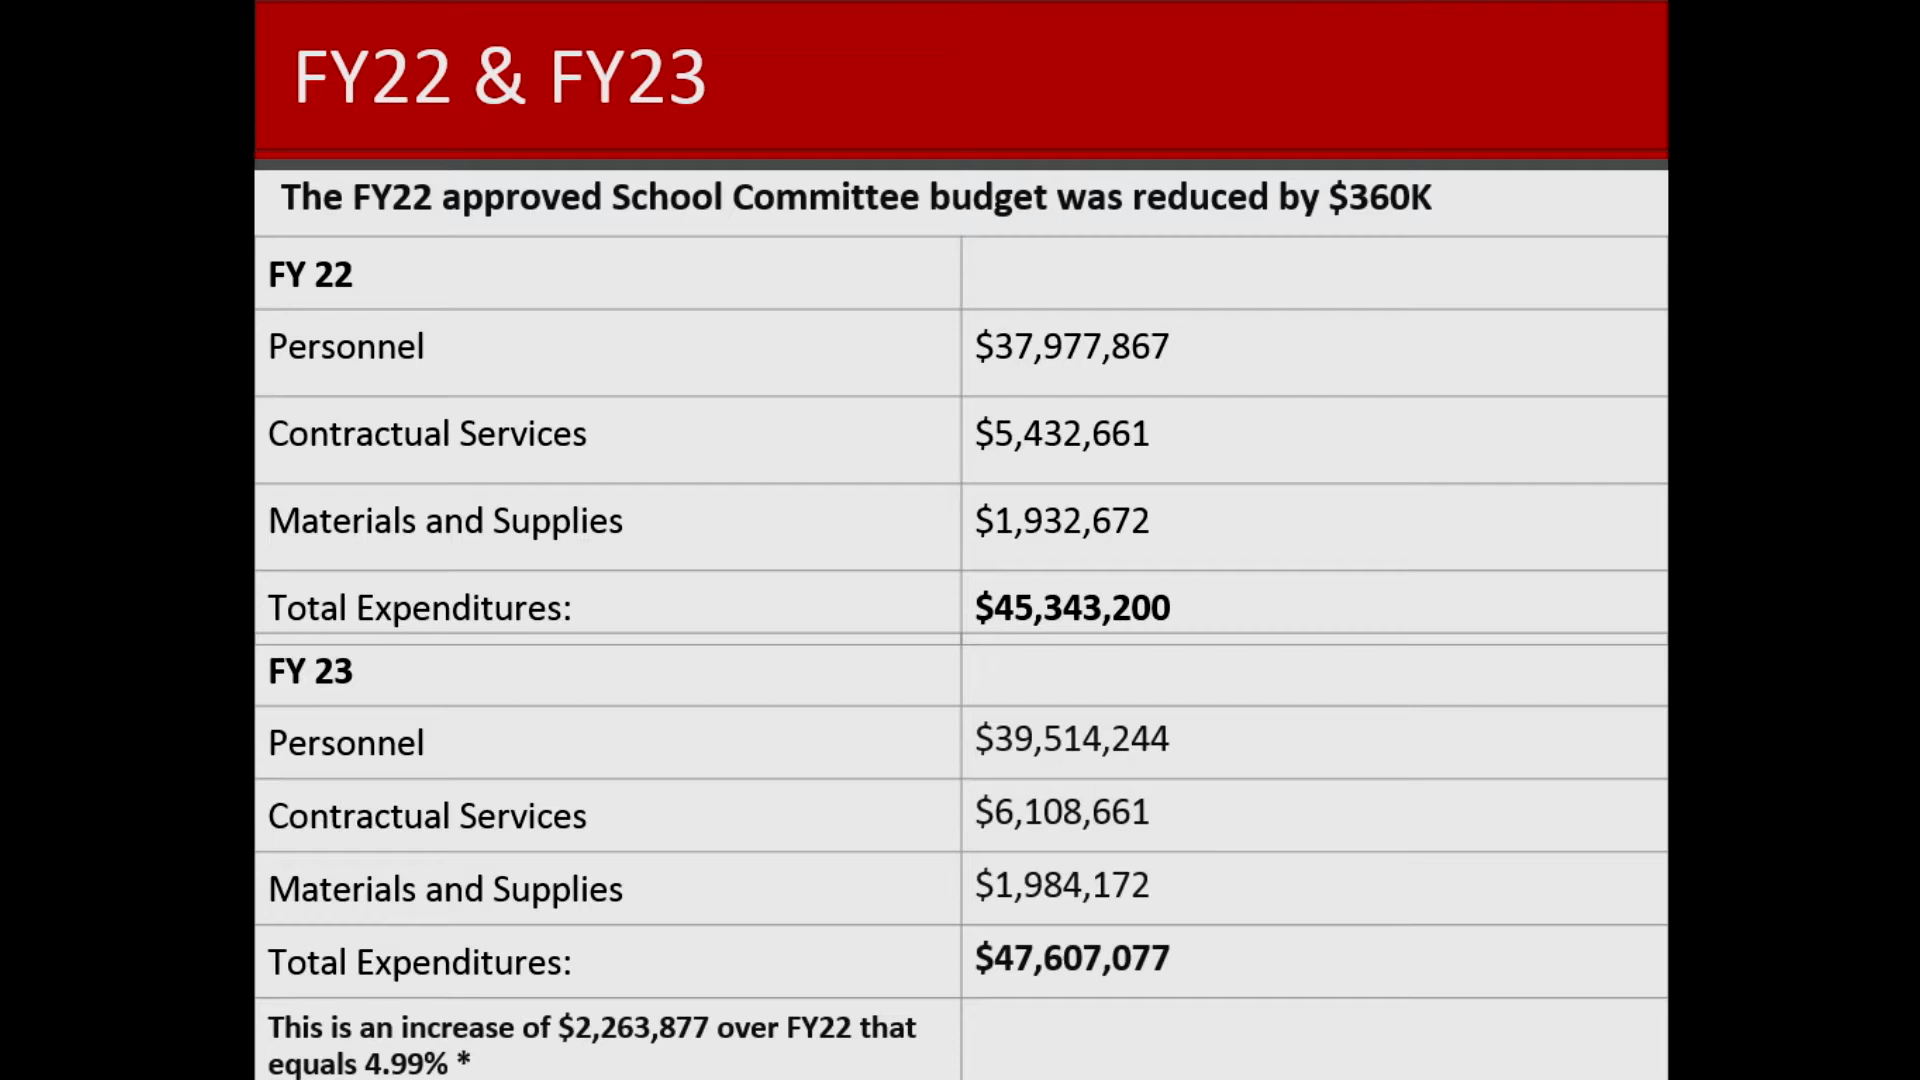 FY22 & FY23
The FY22 approved School Committee budget was reduced by $360K
FY 22
Personnel $37,977,867
Contractual Services $5,432,661
Materials and Supplies $1,932,672
Total Expenditures: $45,343,200
FY 23
Personnel $39,514,244
Contractual Services $6,108,661
Materials and Supplies $1,984,172
Total Expenditures: $47,607,077
This is an increase of $2,263,877 over FY22 that
equals 4.99% *